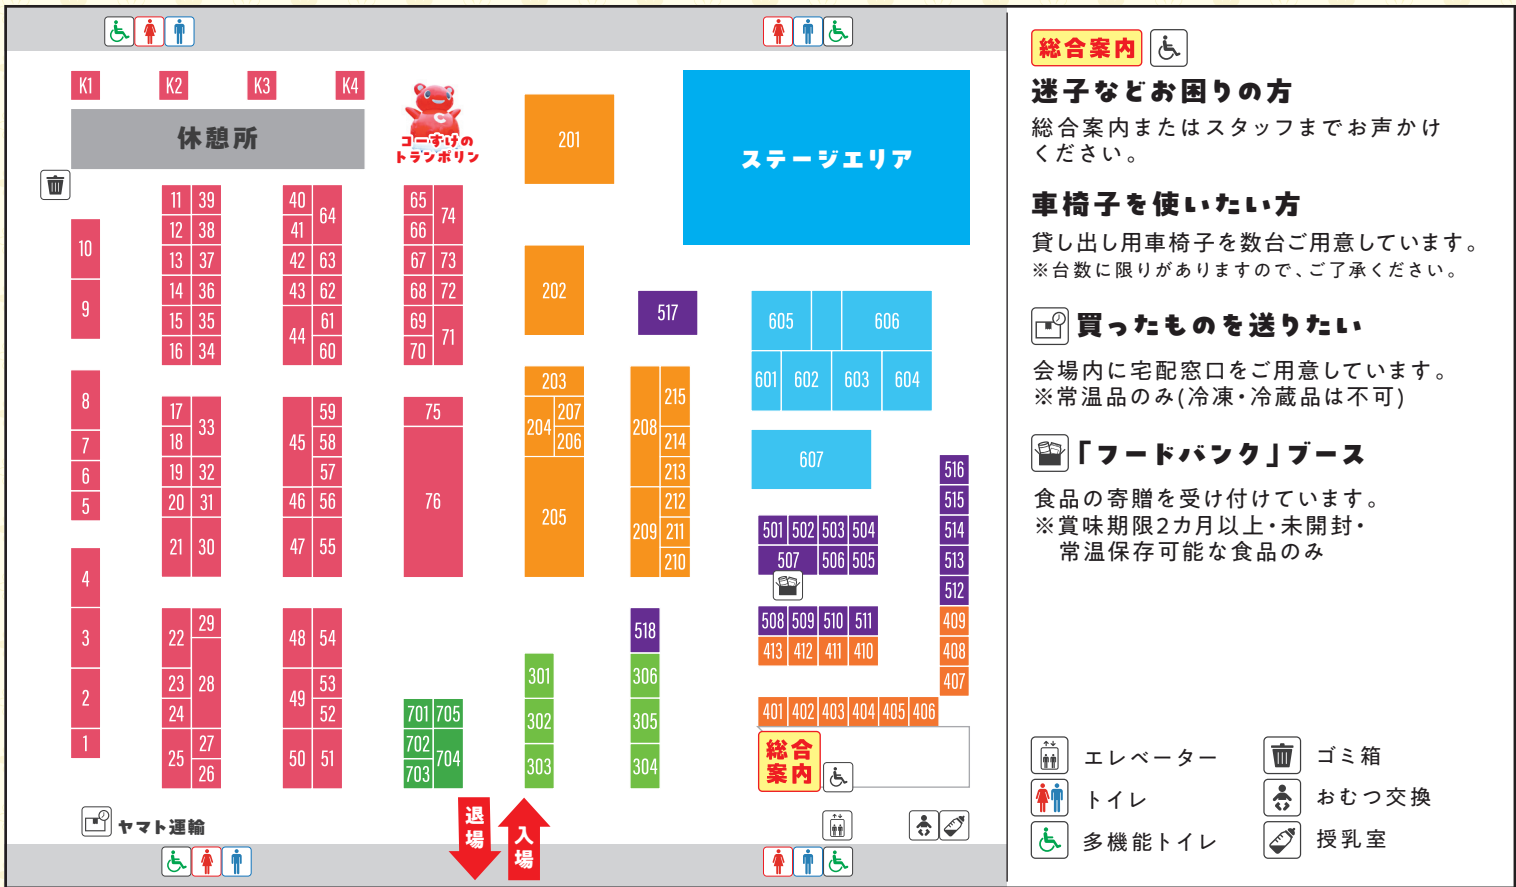 K1 K2 K3 K4
休憩所
コーすけの
トランポリン
201
ステージエリア
10
9
8
7
6
5
4
3
2
1
11 39
12 38
13 37
14 36
15 35
16 34
17 33
18
19 32
20 31
21 30
22 29
23 28
24
25 27
26
40 64
41
42 63
43 62
44 61
60
45 59
58
57
46 56
47 55
48 54
49 53
52
50 51
65 74
66
67 73
68 72
69 71
70
75
76
701 705
702 704
703
202
203
204 207
206
205
208 215
214
213
209 212
211
210
301
302
303
517
518
306
305
304
605 606
601 602 603 604
607
501 502 503 504
507 506 505
508 509 510 511
413 412 411 410
516
515
514
513
512
409
408
407
401 402 403 404 405 406
総合
案内
ヤマト運輸
退場
入場
総合案内
迷子などお困りの方
総合案内またはスタッフまでお声かけ
ください。
車椅子を使いたい方
貸し出し用車椅子を数台ご用意しています。
※台数に限りがありますので、ご了承ください。
買ったものを送りたい
会場内に宅配窓口をご用意しています。
※常温品のみ(冷凍・冷蔵品は不可)
「フードバンク」ブース
食品の寄贈を受け付けています。
※賞味期限2カ月以上・未開封・
常温保存可能な食品のみ
エレベーター
トイレ
多機能トイレ
ゴミ箱
おむつ交換
授乳室